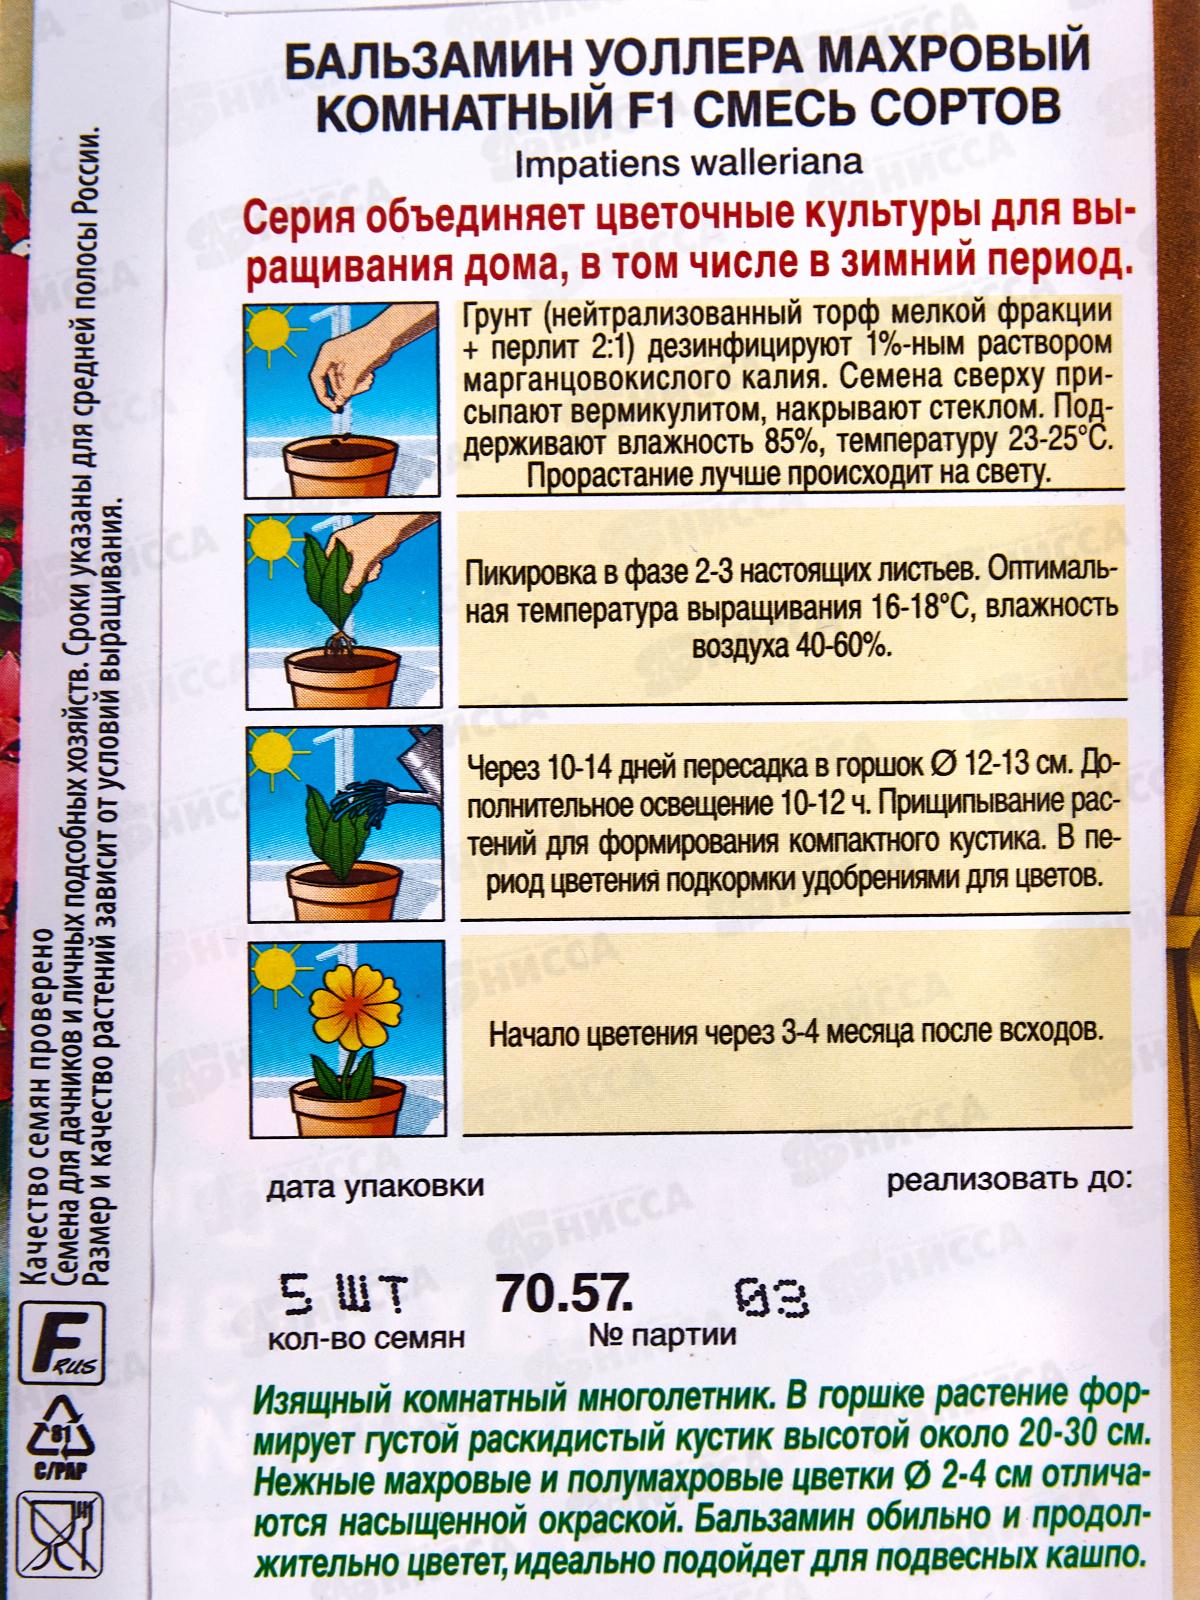 БАЛЬЗАМИН УОЛЛЕРА МАХРОВЫЙ
КОМНАТНЫЙ F1 СМЕСЬ СОРТОВ
Impatiens walleriana
Серия объединяет цветочные культуры для вы-
ращивания дома, в том числе в зимний период.
Грунт (нейтрализованный торф мелкой фракции
+ перлит 2:1) дезинфицируют 1%-ным раствором
марганцовокислого калия. Семена сверху при-
сыпают вермикулитом, накрывают стеклом. Под-
держивают влажность 85%, температуру 23-25°С.
Прорастание лучше происходит на свету.
Пикировка в фазе 2-3 настоящих листьев. Оптималь-
ная температура выращивания 16-18°С, влажность
воздуха 40-60%.
Через 10-14 дней пересадка в горшок Ø 12-13 см. До-
полнительное освещение 10-12 ч. Прищипывание рас-
тений для формирования компактного кустика. В пе-
риод цветения подкормки удобрениями для цветов.
Начало цветения через 3-4 месяца после всходов.
дата упаковки
реализовать до:
5 ШТ 70.57. 03
кол-во семян № партии
Изящный комнатный многолетник. В горшке растение фор-
мирует густой раскидистый кустик высотой около 20-30 см.
Нежные махровые и полумахровые цветки Ø 2-4 см отлича-
ются насыщенной окраской. Бальзамин обильно и продол-
жительно цветет, идеально подойдет для подвесных кашпо.
Качество семян проверено
Семена для дачников и личных подсобных хозяйств. Сроки указаны для средней полосы России.
Размер и качество растений зависит от условий выращивания.
F RUS
81
C/PAP
НИССА